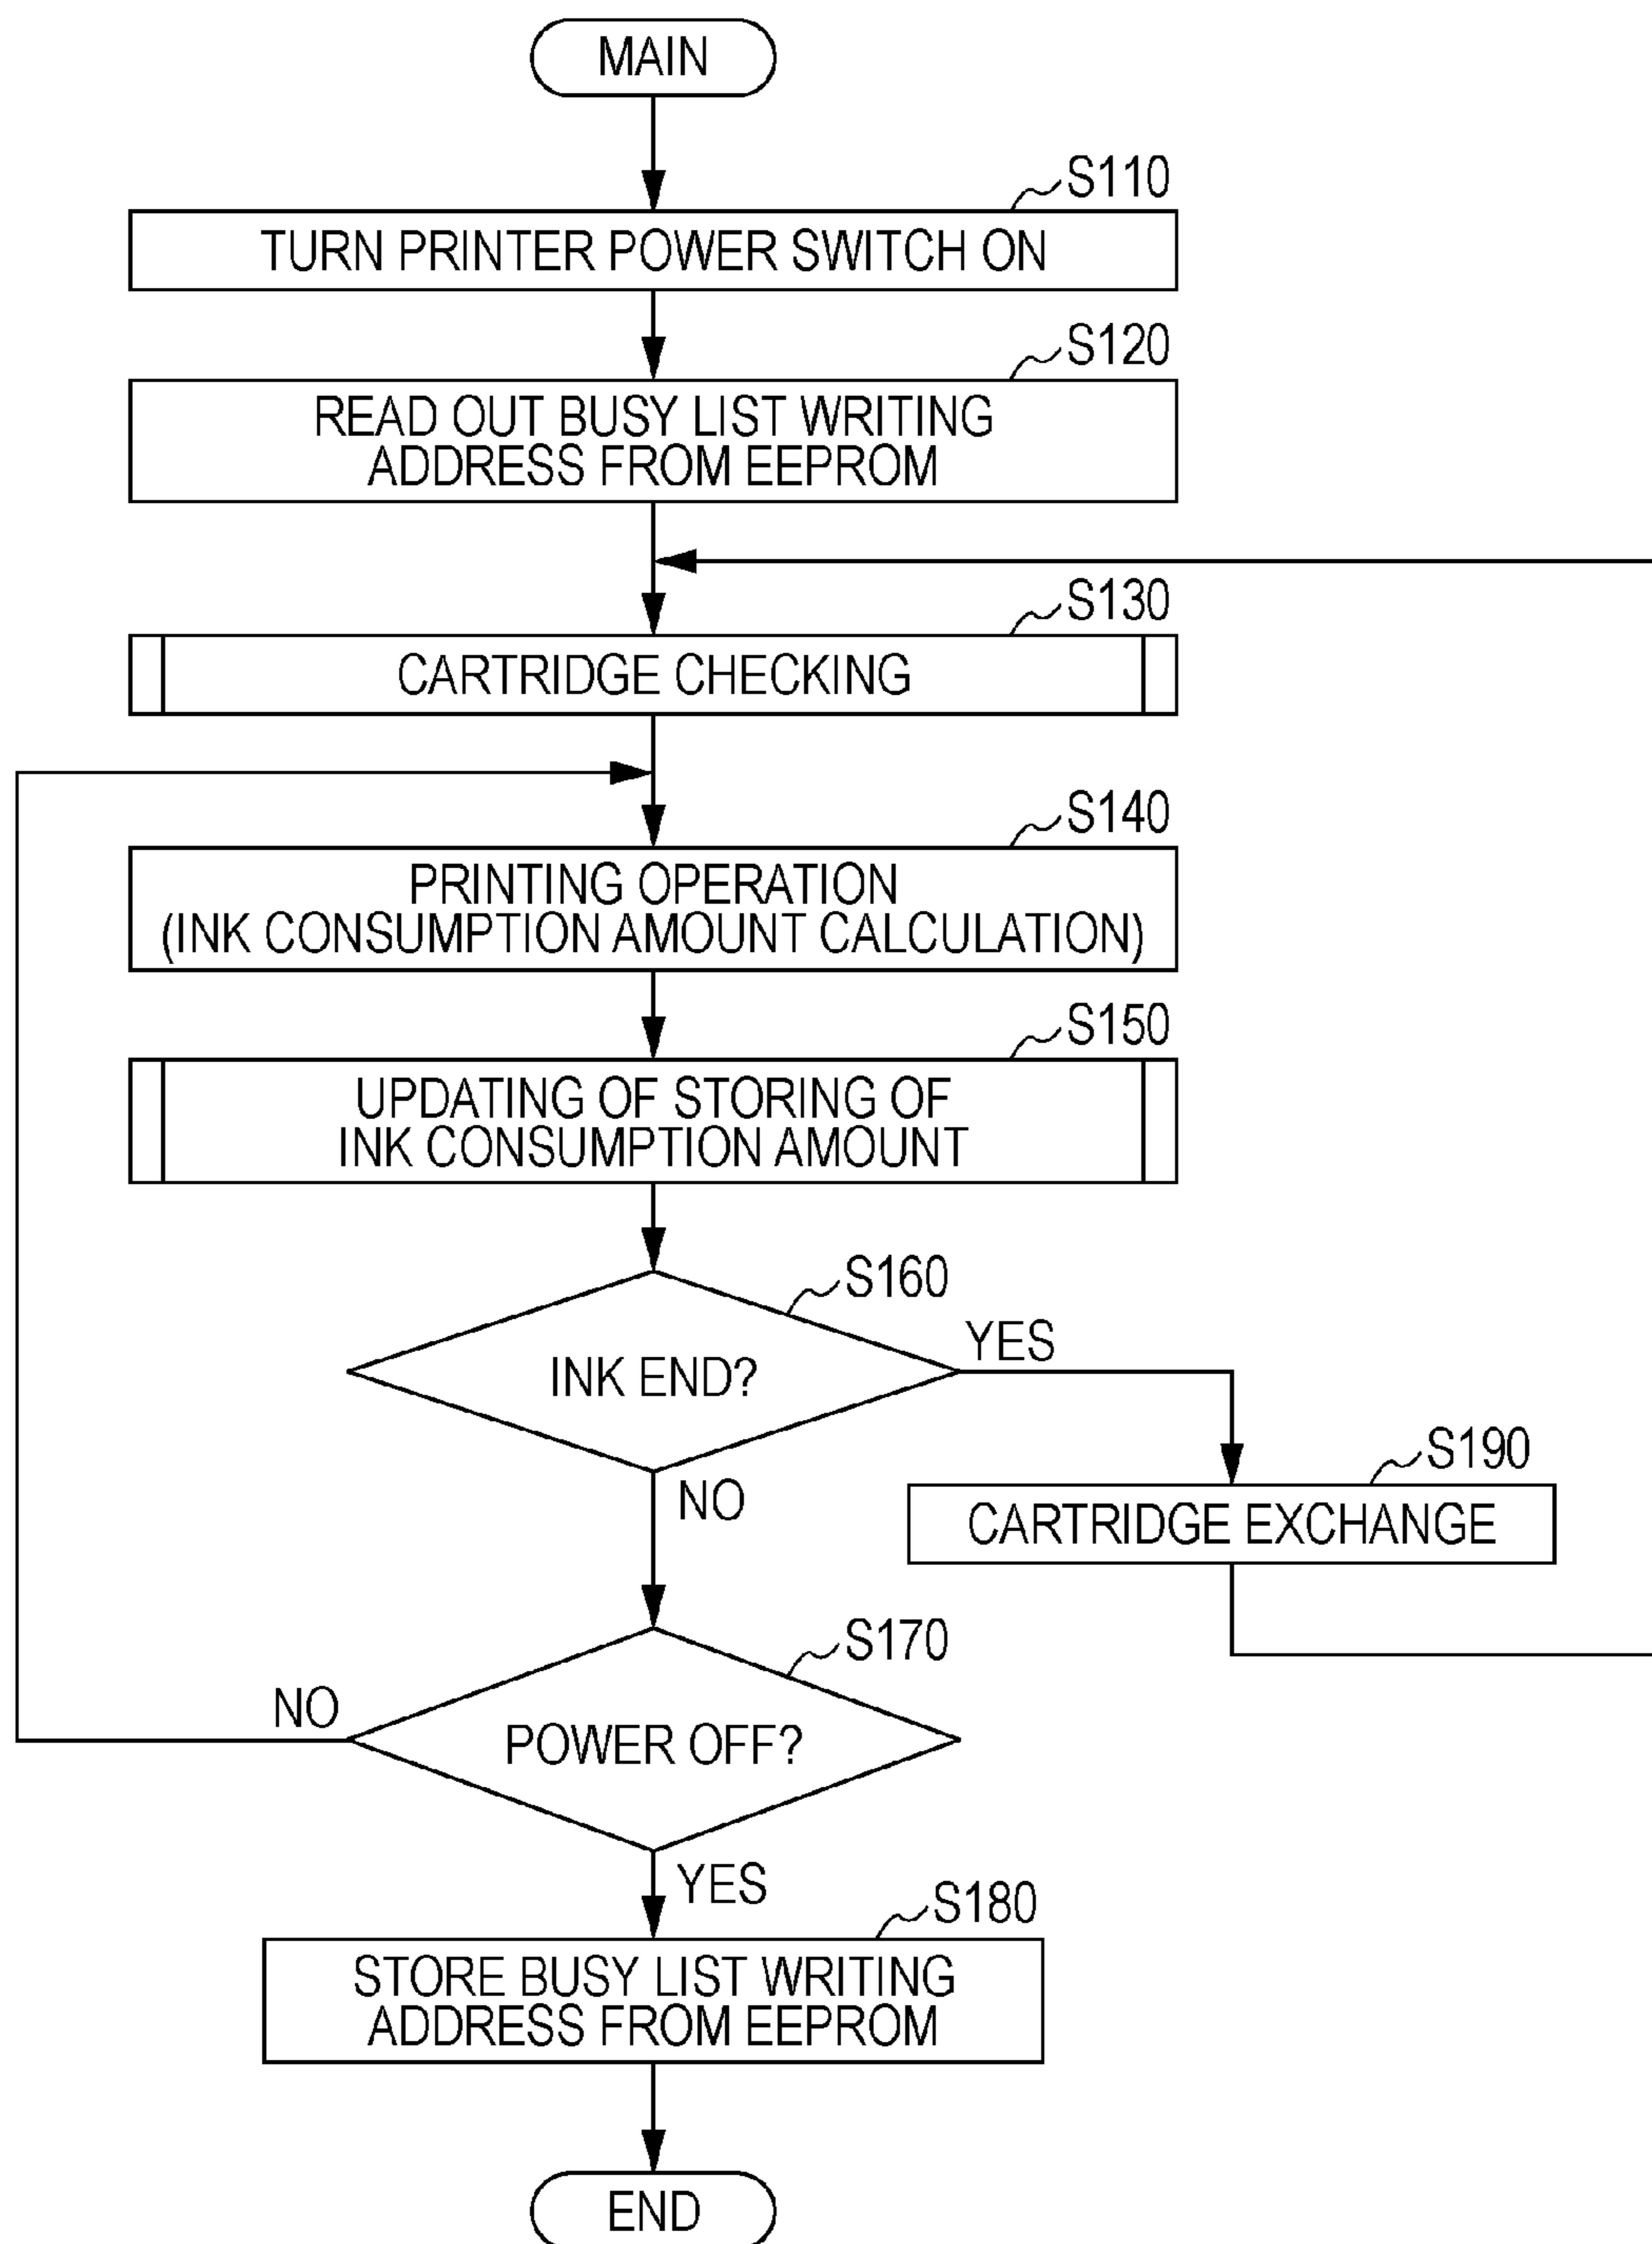 MAIN
S110
TURN PRINTER POWER SWITCH ON
S120
READ OUT BUSY LIST WRITING
ADDRESS FROM EEPROM
S130
CARTRIDGE CHECKING
S140
PRINTING OPERATION
(INK CONSUMPTION AMOUNT CALCULATION)
S150
UPDATING OF STORING OF
INK CONSUMPTION AMOUNT
S160
INK END?
YES
NO
S190
CARTRIDGE EXCHANGE
S170
POWER OFF?
NO
YES
S180
STORE BUSY LIST WRITING
ADDRESS FROM EEPROM
END